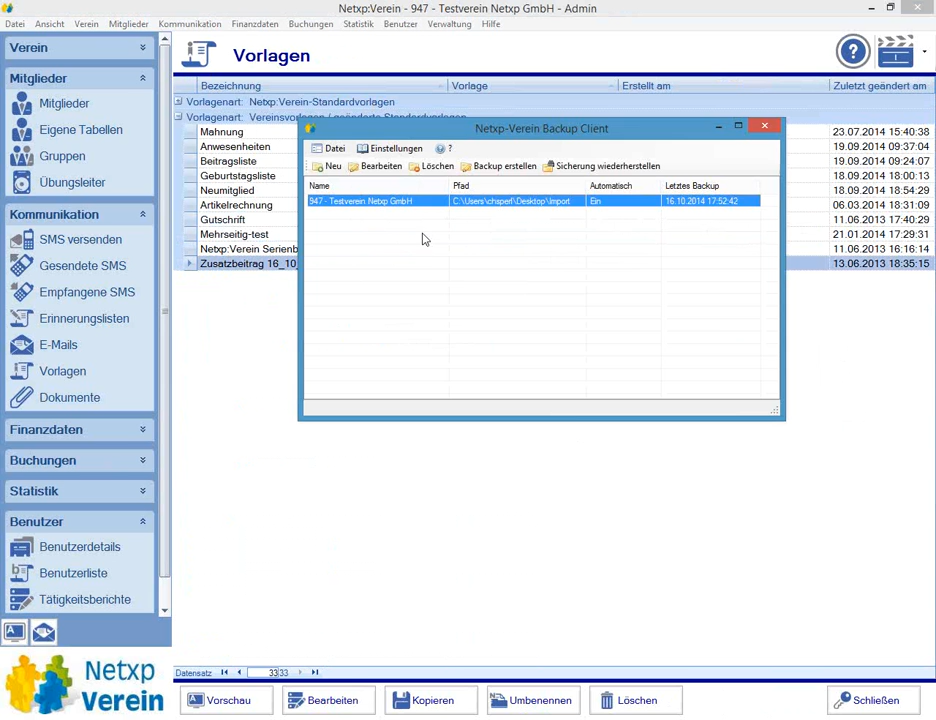 Netxp:Verein - 947 - Testverein Netxp GmbH - Admin
Datei Ansicht Verein Mitglieder Kommunikation Finanzdaten Buchungen Statistik Benutzer Verwaltung Hilfe
Verein
Mitglieder
Mitglieder
Eigene Tabellen
Gruppen
Übungsleiter
Kommunikation
SMS versenden
Gesendete SMS
Empfangene SMS
Erinnerungslisten
E-Mails
Vorlagen
Dokumente
Finanzdaten
Buchungen
Statistik
Benutzer
Benutzerdetails
Benutzerliste
Tätigkeitsberichte
Netxp
Verein
Vorlagen
Bezeichnung Vorlage Erstellt am Zuletzt geändert am
Vorlagenart: Netxp:Verein-Standardvorlagen
Vorlagenart: Vereinsvorlagen / geänderte Standardvorlagen
Mahnung 23.07.2014 15:40:38
Anwesenheiten 19.09.2014 09:37:04
Beitragsliste 19.09.2014 09:24:07
Geburtstagsliste 18.09.2014 18:00:13
Neumitglied 18.09.2014 18:54:29
Artikelrechnung 06.03.2014 18:31:09
Gutschrift 11.06.2013 17:40:29
Mehrseitig-test 21.01.2014 17:29:31
Netxp:Verein Serienb 11.06.2013 16:16:14
Zusatzbeitrag 16_10_ 13.06.2013 18:35:15
Netxp-Verein Backup Client
Datei Einstellungen ?
Neu Bearbeiten Löschen Backup erstellen Sicherung wiederherstellen
Name Pfad Automatisch Letztes Backup
947 - Testverein Netxp GmbH C:\Users\chsperl\Desktop\Import Ein 16.10.2014 17:52:42
Datensatz 33/33
Vorschau Bearbeiten Kopieren Umbenennen Löschen Schließen